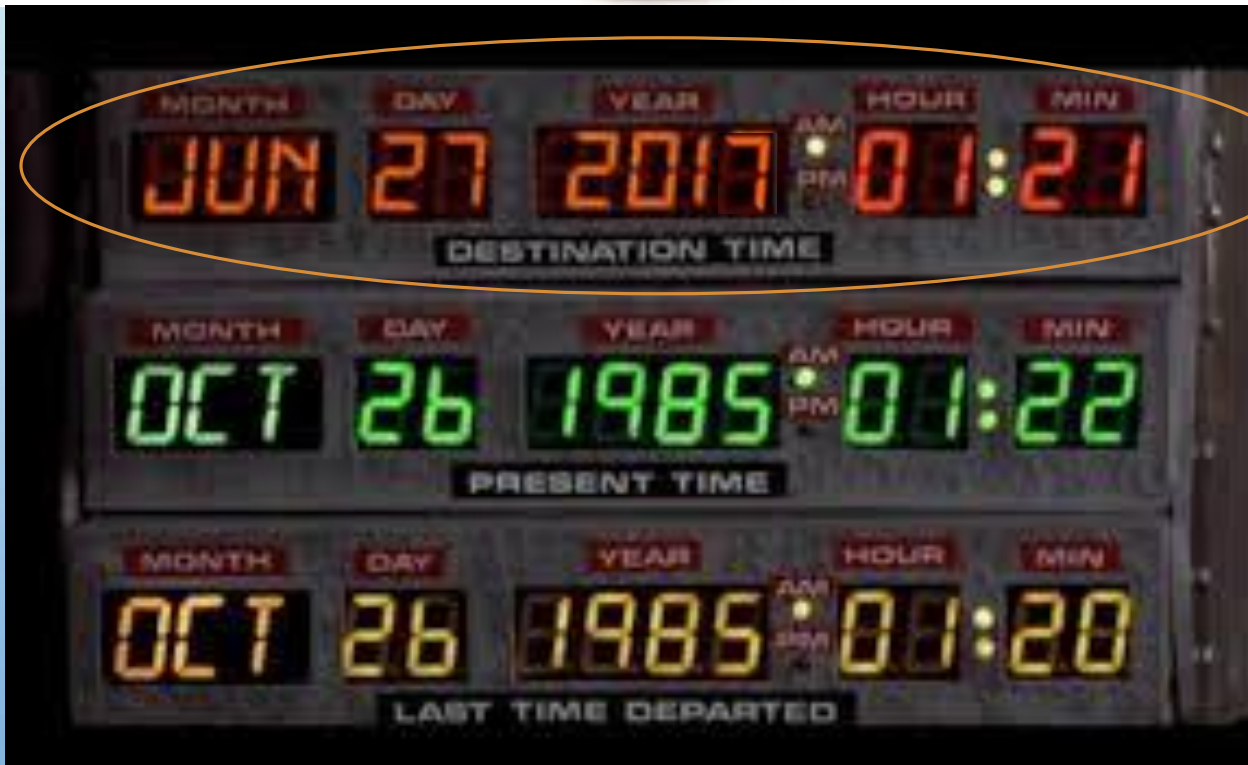 MONTH DAY YEAR HOUR MIN
AM
JUN 27 2017 01:21
PM
DESTINATION TIME
MONTH DAY YEAR HOUR MIN
AM
OCT 26 1985 01:22
PM
PRESENT TIME
MONTH DAY YEAR HOUR MIN
AM
OCT 26 1985 01:20
PM
LAST TIME DEPARTED